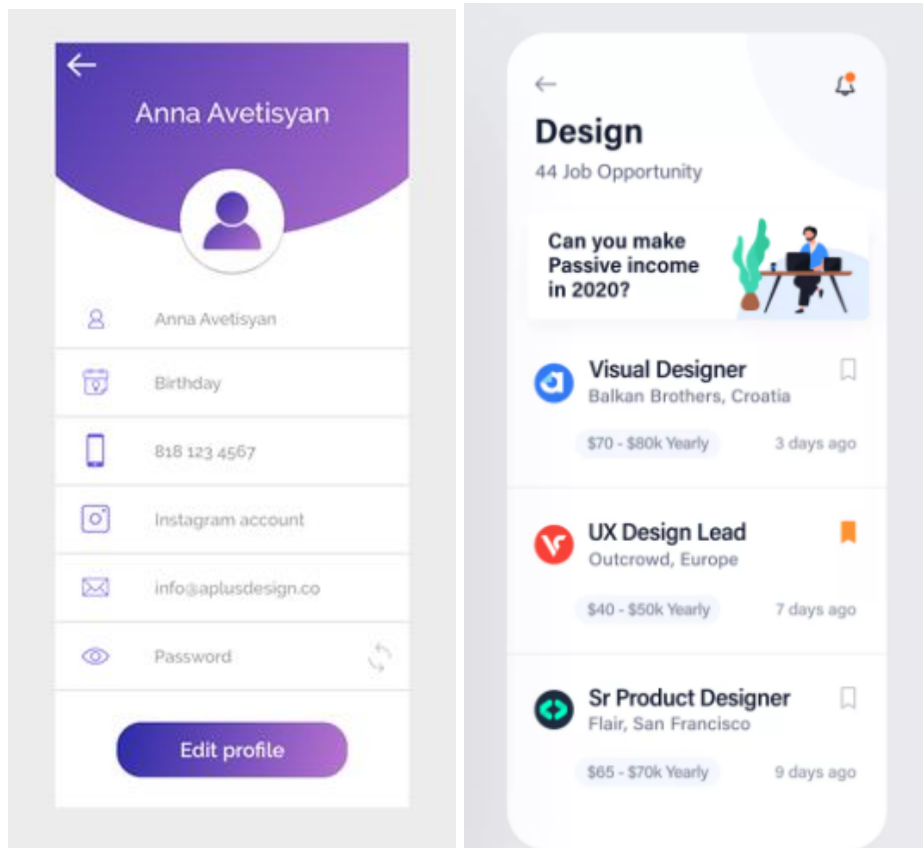 Anna Avetisyan
Anna Avetisyan
Birthday
818 123 4567
Instagram account
info@aplusdesign.co
Password
Edit profile
Design
44 Job Opportunity
Can you make
Passive income
in 2020?
Visual Designer
Balkan Brothers, Croatia
$70 - $80k Yearly
3 days ago
UX Design Lead
Outcrowd, Europe
$40 - $50k Yearly
7 days ago
Sr Product Designer
Flair, San Francisco
$65 - $70k Yearly
9 days ago